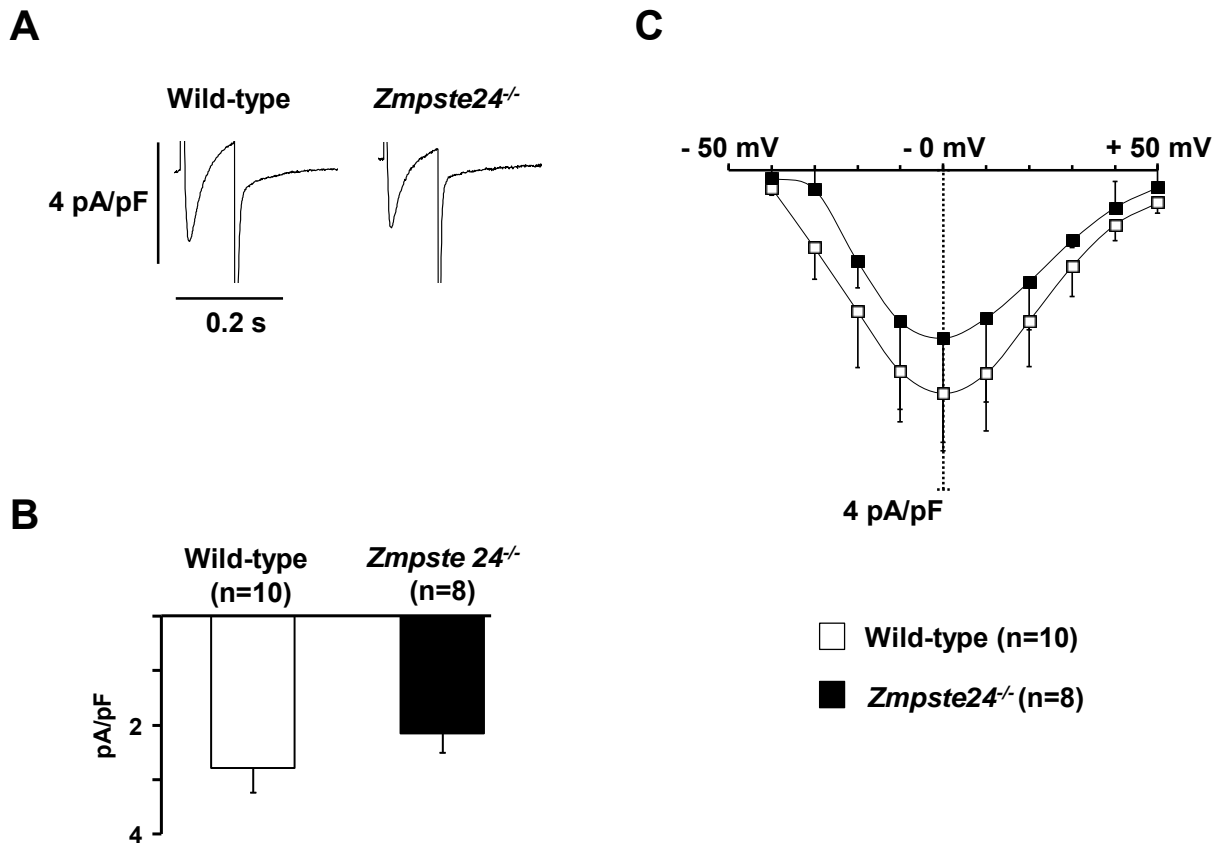 A
Wild-type
Zmpste24-/-
4 pA/pF
0.2 s
B
Wild-type
(n=10)
Zmpste 24-/-
(n=8)
pA/pF
2
4
C
- 50 mV
- 0 mV
+ 50 mV
4 pA/pF
Wild-type (n=10)
Zmpste24-/- (n=8)